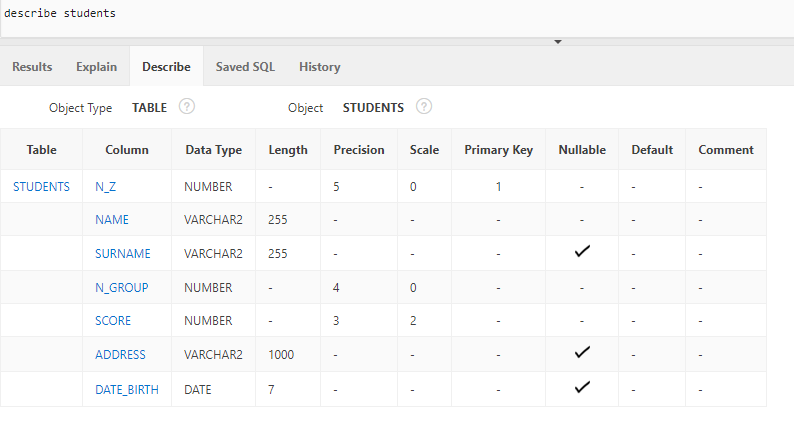 describe students
Results Explain Describe Saved SQL History
Object Type TABLE ? Object STUDENTS ?
Table Column Data Type Length Precision Scale Primary Key Nullable Default Comment
STUDENTS N_Z NUMBER - 5 0 1 - - -
NAME VARCHAR2 255 - - - - - -
SURNAME VARCHAR2 255 - - - ✓ - -
N_GROUP NUMBER - 4 0 - - - -
SCORE NUMBER - 3 2 - - - -
ADDRESS VARCHAR2 1000 - - - ✓ - -
DATE_BIRTH DATE 7 - - - ✓ - -